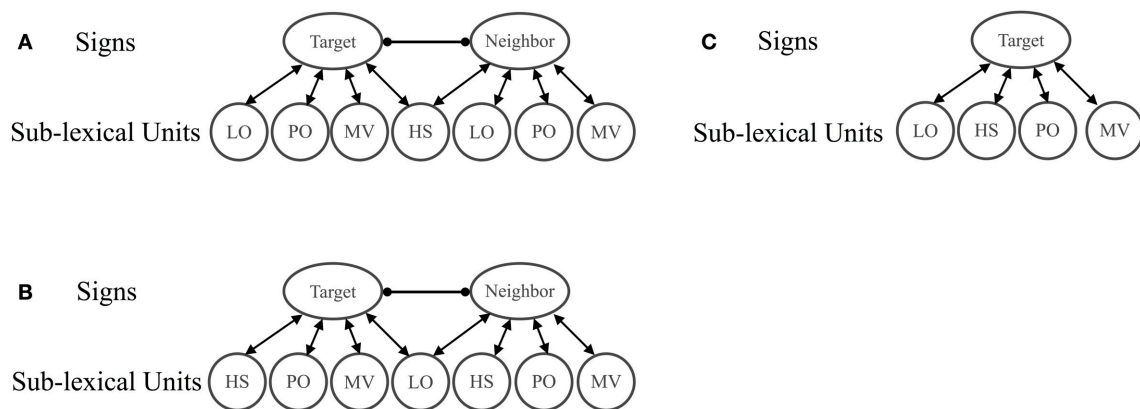 A Signs Target Neighbor
Sub-lexical Units LO PO MV HS LO PO MV
C Signs Target
Sub-lexical Units LO HS PO MV
B Signs Target Neighbor
Sub-lexical Units HS PO MV LO HS PO MV